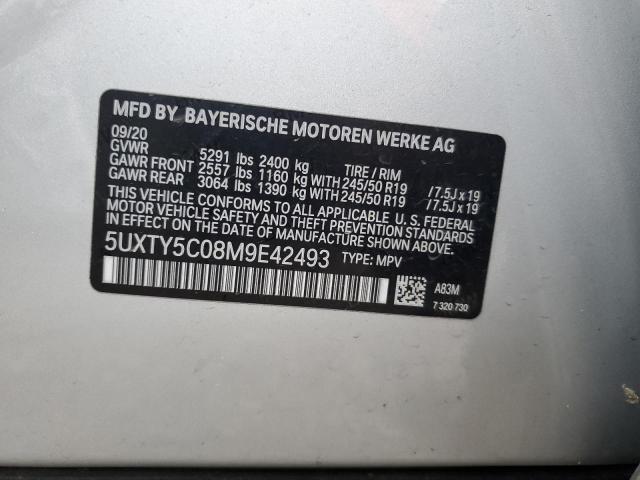 MFD BY BAYERISCHE MOTOREN WERKE AG
09/20
GVWR 5291 lbs 2400 kg TIRE / RIM
GAWR FRONT 2557 lbs 1160 kg WITH 245/50 R19 /7.5J x 19
GAWR REAR 3064 lbs 1390 kg WITH 245/50 R19 /7.5J x 19
THIS VEHICLE CONFORMS TO ALL APPLICABLE U. S. FEDERAL
MOTOR VEHICLE SAFETY AND THEFT PREVENTION STANDARDS
IN EFFECT ON THE DATE OF MANUFACTURE SHOWN ABOVE.
5UXTY5C08M9E42493 TYPE: MPV
A83M
7 320 730